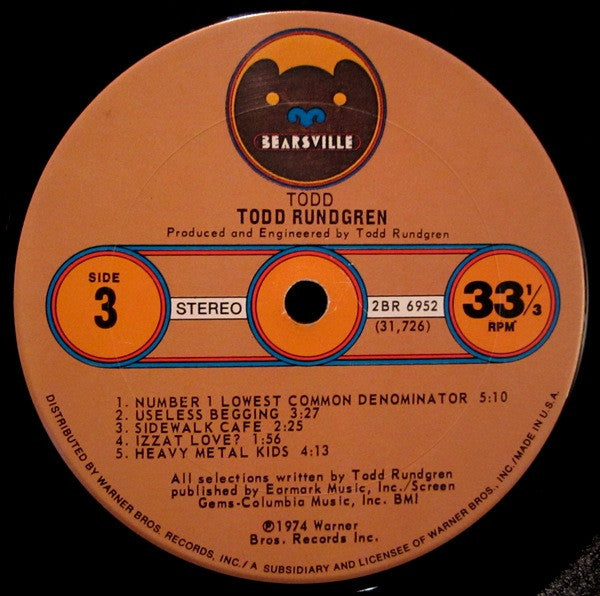 BEARSVILLE
TODD
TODD RUNDGREN
Produced and Engineered by Todd Rundgren
SIDE
3
STEREO
2BR 6952
(31,726)
33 1/3
RPM
1. NUMBER 1 LOWEST COMMON DENOMINATOR 5:10
2. USELESS BEGGING 3:27
3. SIDEWALK CAFE 2:25
4. IZZAT LOVE? 1:56
5. HEAVY METAL KIDS 4:13
All selections written by Todd Rundgren
published by Earmark Music, Inc./Screen
Gems-Columbia Music, Inc. BMI
℗1974 Warner
Bros. Records Inc.
DISTRIBUTED BY WARNER BROS. RECORDS, INC./A SUBSIDIARY AND LICENSEE OF WARNER BROS., INC./MADE IN U.S.A.